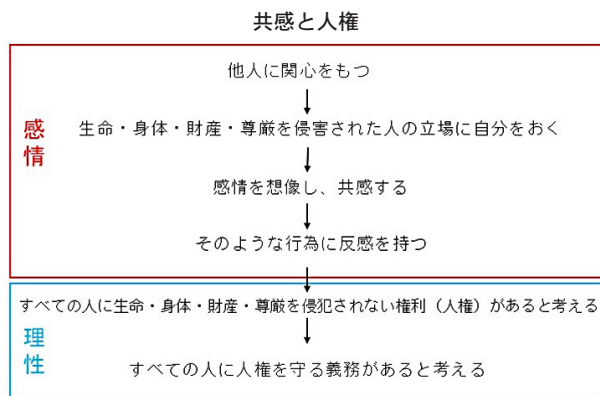 共感と人権
他人に関心をもつ
感情
生命・身体・財産・尊厳を侵害された人の立場に自分をおく
感情を想像し、共感する
そのような行為に反感を持つ
すべての人に生命・身体・財産・尊厳を侵犯されない権利（人権）があると考える
理性
すべての人に人権を守る義務があると考える